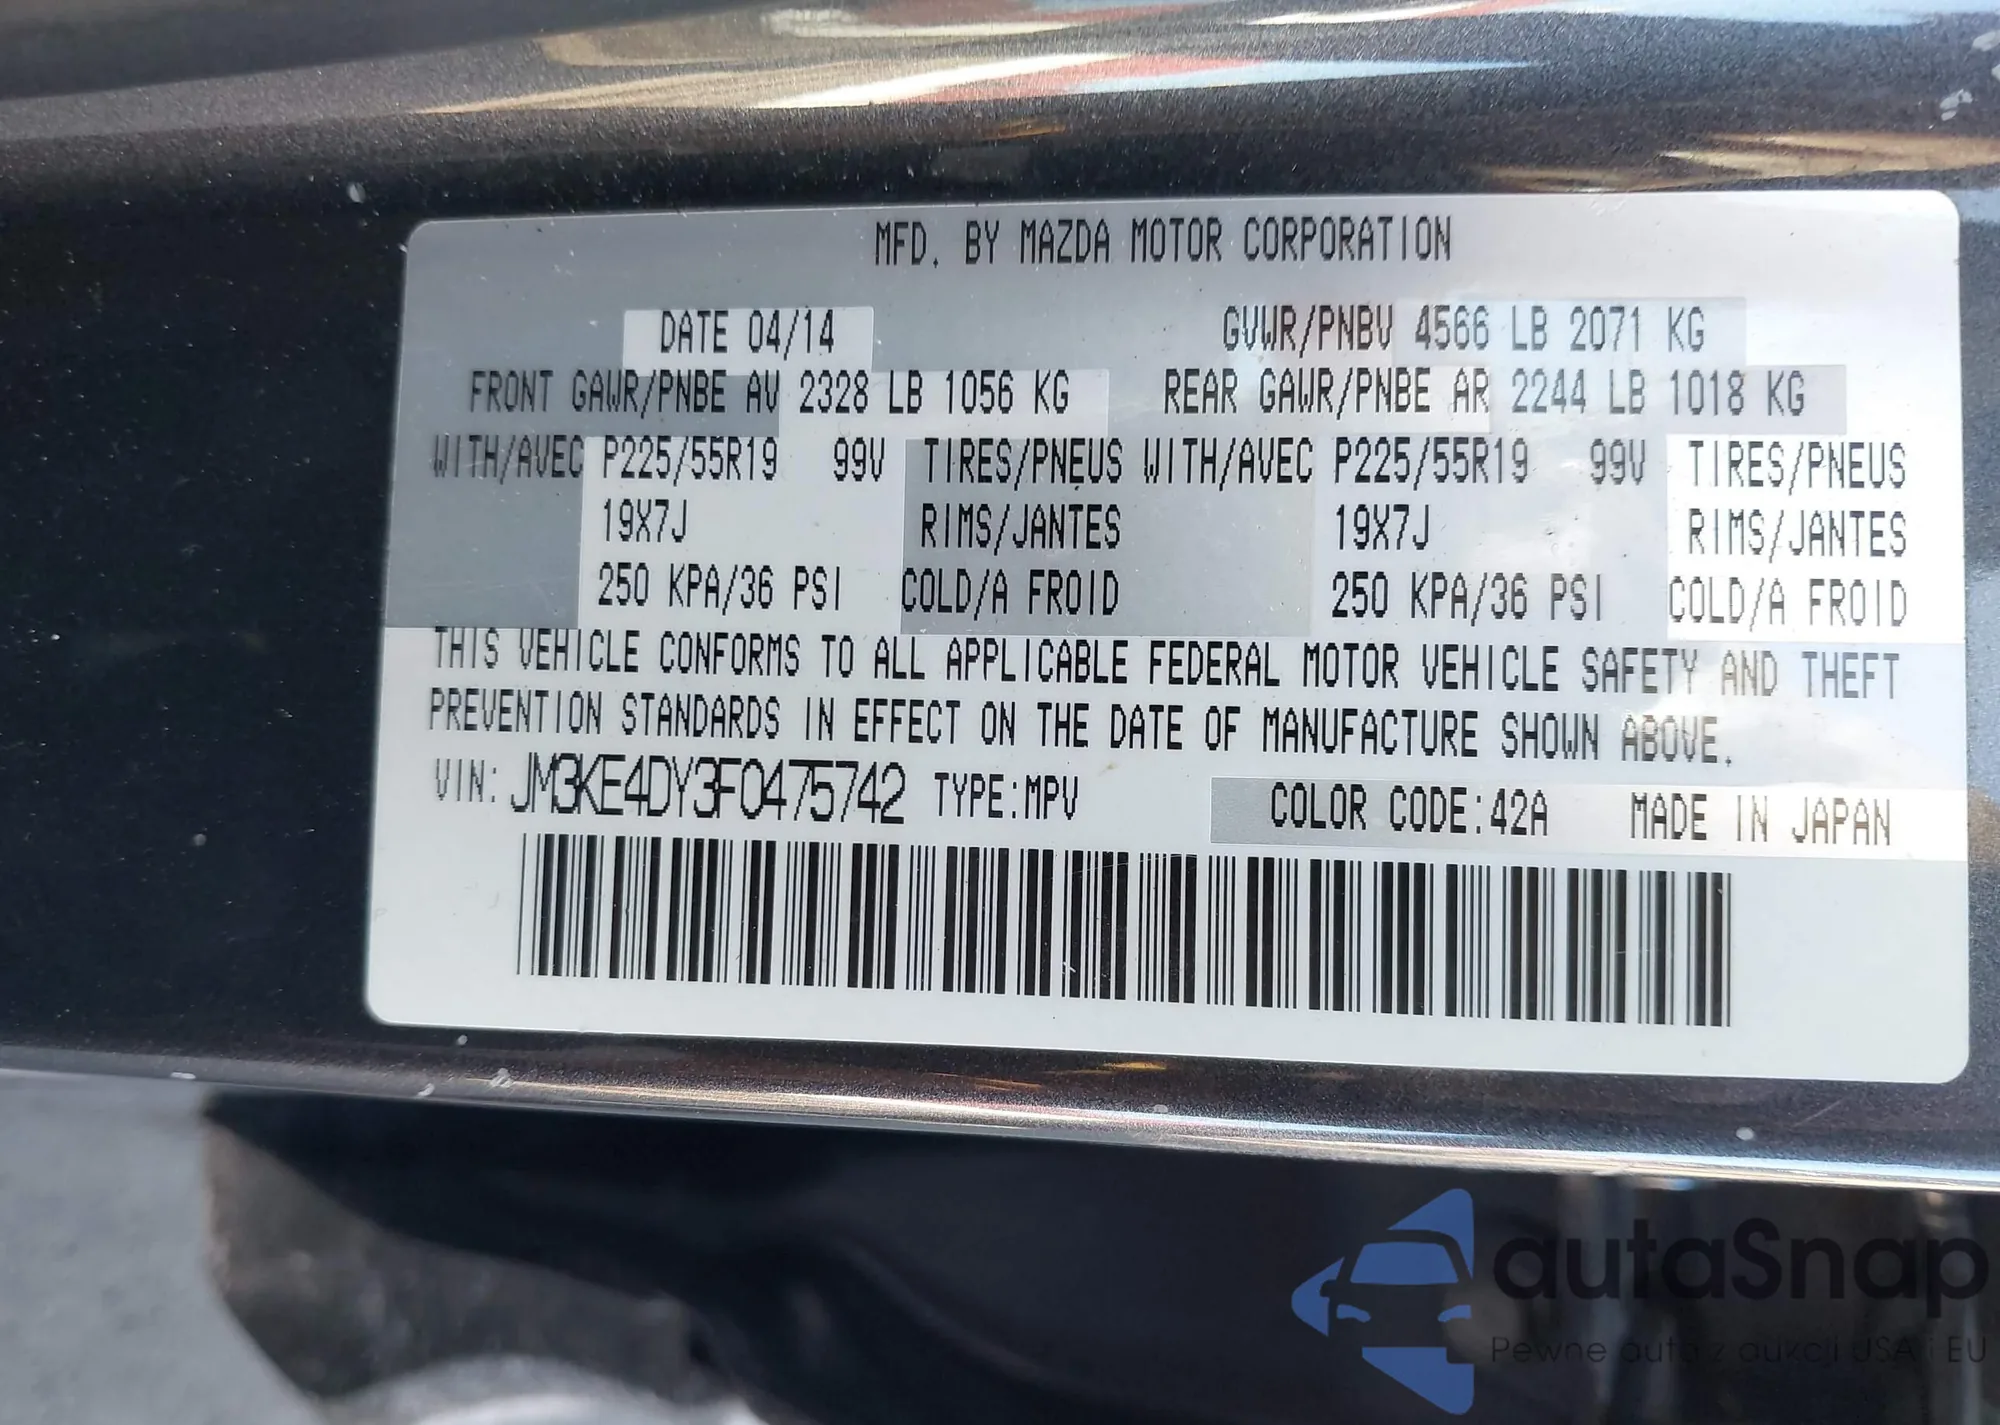 MFD. BY MAZDA MOTOR CORPORATION
DATE 04/14 GVWR/PNBV 4566 LB 2071 KG
FRONT GAWR/PNBE AV 2328 LB 1056 KG REAR GAWR/PNBE AR 2244 LB 1018 KG
WITH/AVEC P225/55R19 99V TIRES/PNEUS WITH/AVEC P225/55R19 99V TIRES/PNEUS
19X7J RIMS/JANTES 19X7J RIMS/JANTES
250 KPA/36 PSI COLD/A FROID 250 KPA/36 PSI COLD/A FROID
THIS VEHICLE CONFORMS TO ALL APPLICABLE FEDERAL MOTOR VEHICLE SAFETY AND THEFT
PREVENTION STANDARDS IN EFFECT ON THE DATE OF MANUFACTURE SHOWN ABOVE.
VIN: JM3KE4DY3F0475742 TYPE:MPV COLOR CODE:42A MADE IN JAPAN
autaSnap
Pewne auta z aukcji USA i EU